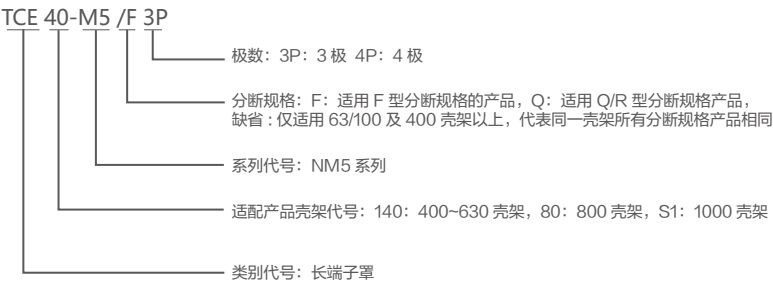 TCE 40-M5 /F 3P
极数：3P：3 极 4P：4 极
分断规格：F：适用 F 型分断规格的产品，Q：适用 Q/R 型分断规格产品，
缺省：仅适用 63/100 及 400 壳架以上，代表同一壳架所有分断规格产品相同
系列代号：NM5 系列
适配产品壳架代号：140：400~630 壳架，80：800 壳架，S1：1000 壳架
类别代号：长端子罩